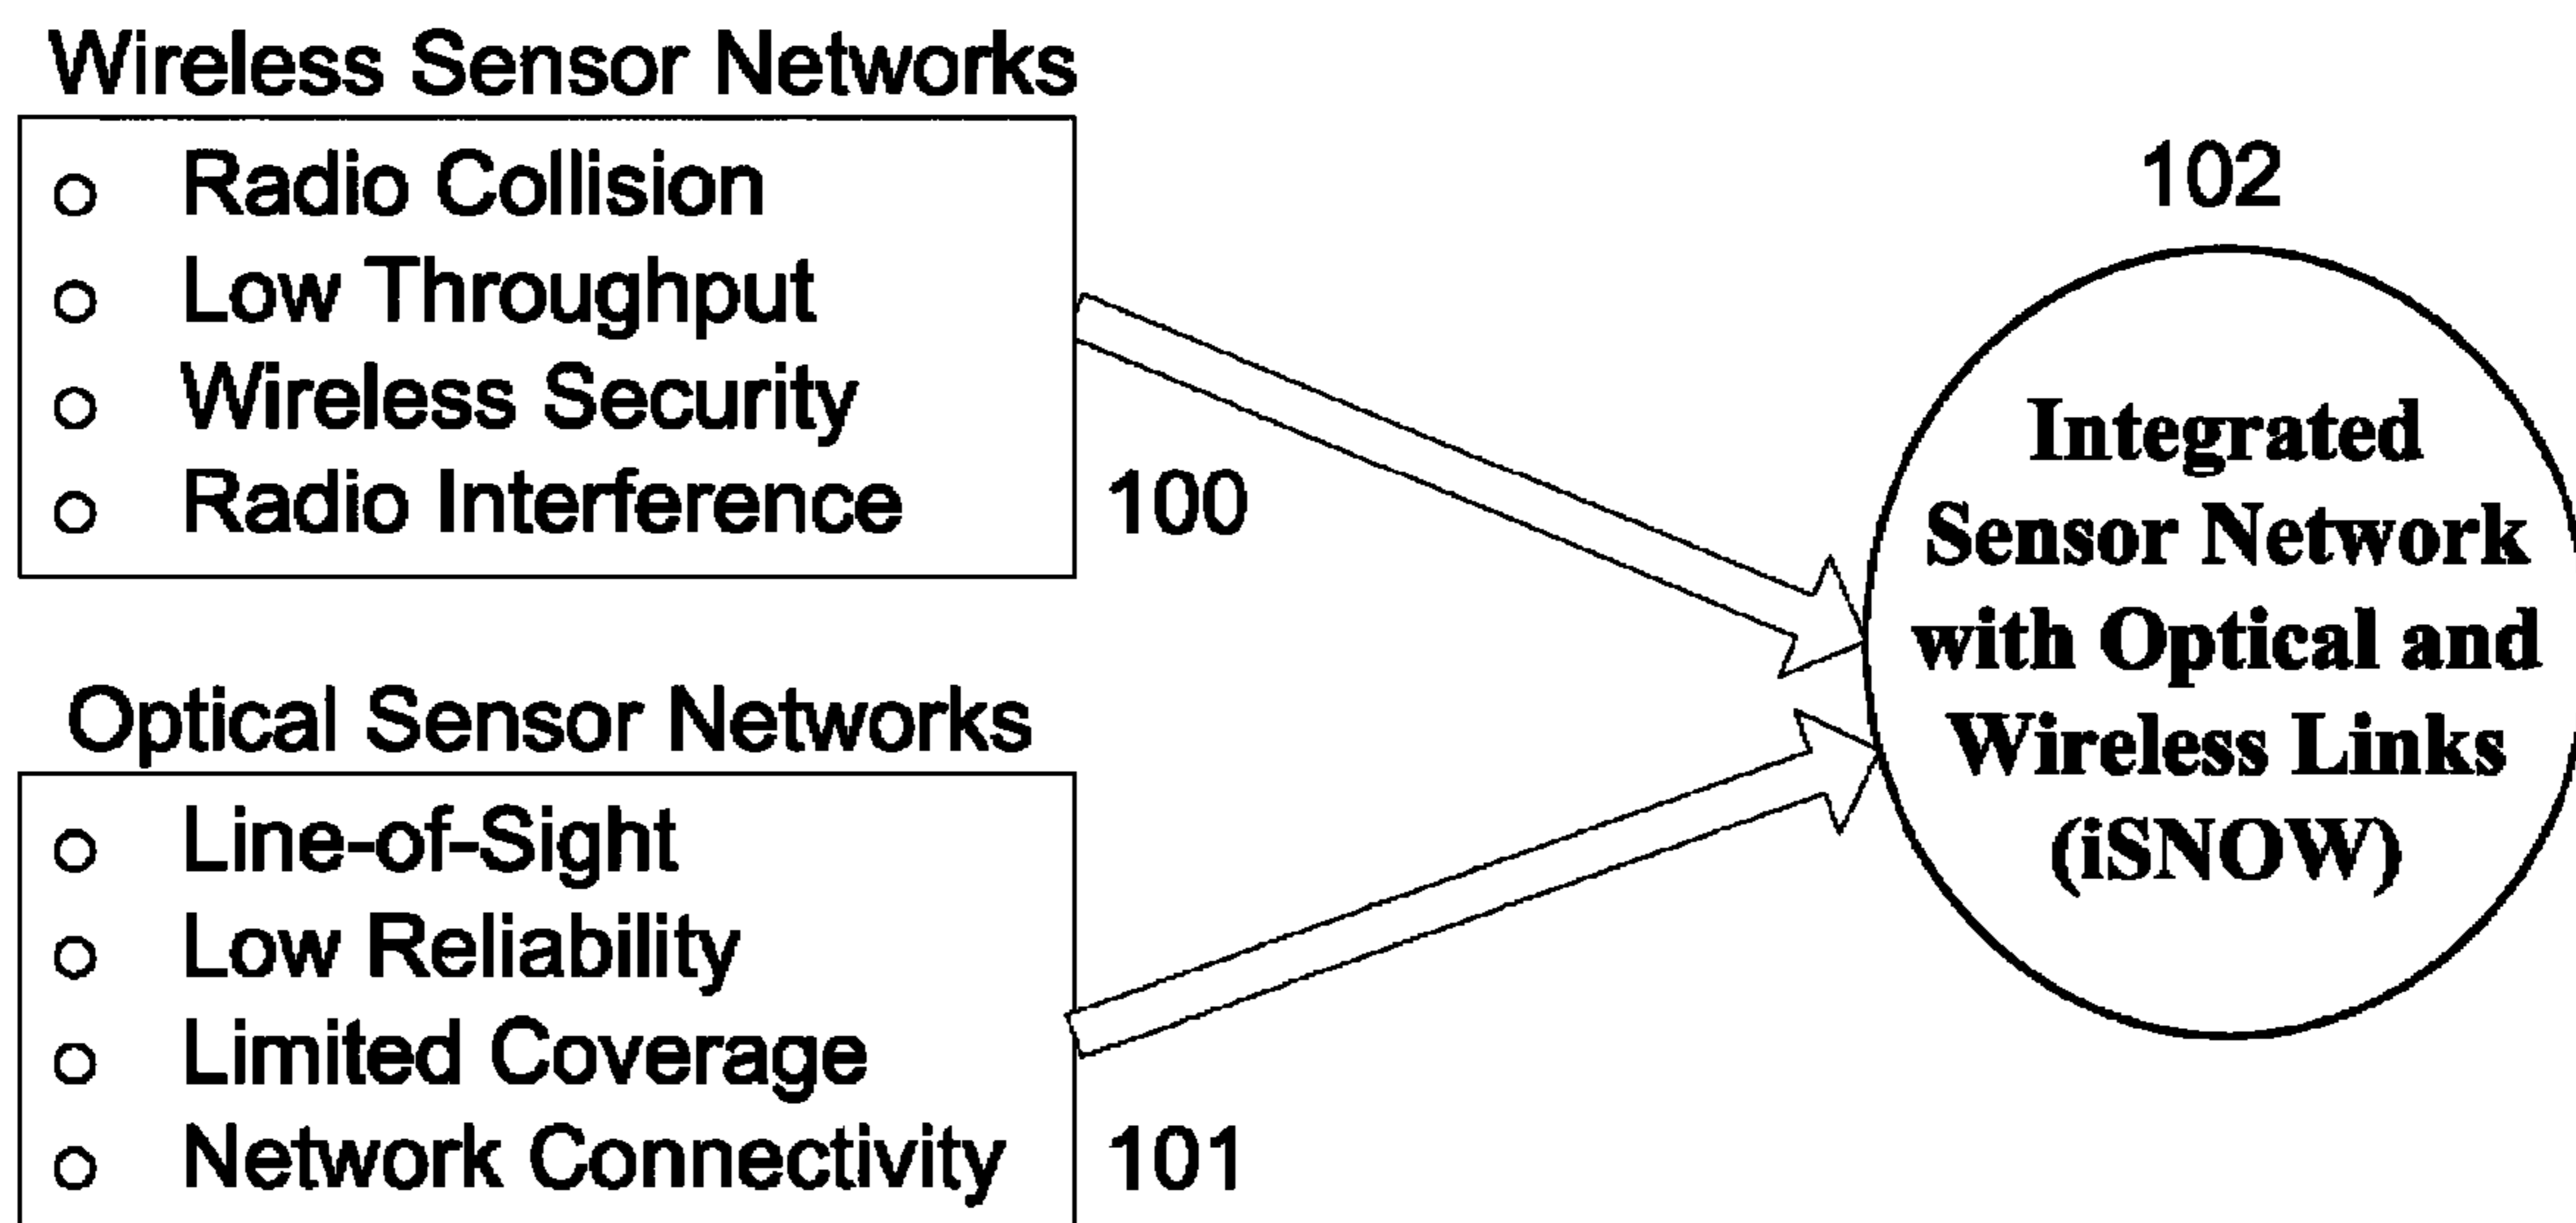 Wireless Sensor Networks
○ Radio Collision
○ Low Throughput
○ Wireless Security
○ Radio Interference
100
Optical Sensor Networks
○ Line-of-Sight
○ Low Reliability
○ Limited Coverage
○ Network Connectivity
101
102
Integrated
Sensor Network
with Optical and
Wireless Links
(iSNOW)